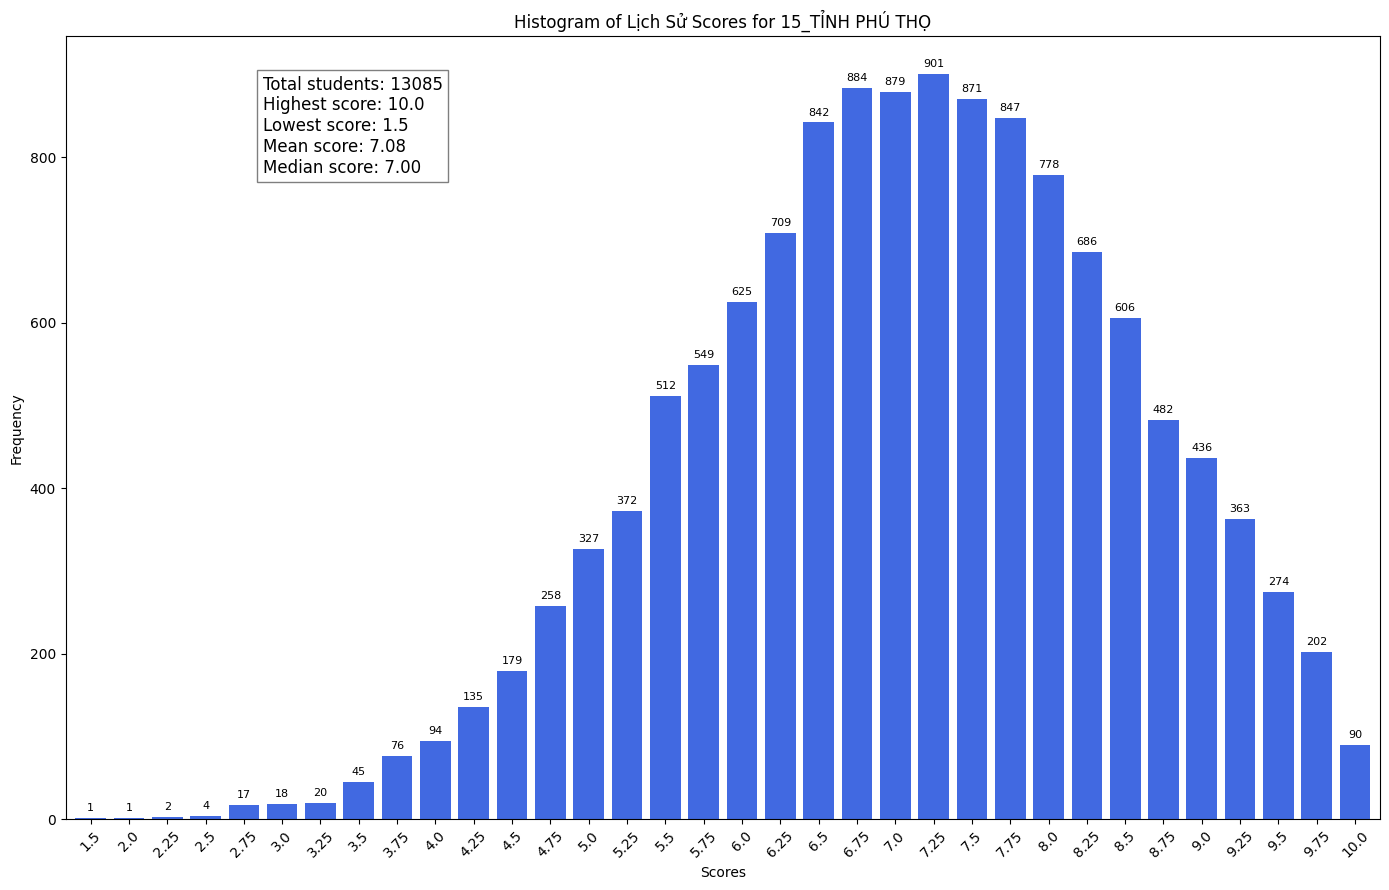 Histogram of Lịch Sử Scores for 15_TỈNH PHÚ THỌ
Total students: 13085
Highest score: 10.0
Lowest score: 1.5
Mean score: 7.08
Median score: 7.00
Frequency
800
600
400
200
0
1 1 2 4 17 18 20 45 76 94 135 179 258 327 372 512 549 625 709 842 884 879 901 871 847 778 686 606 482 436 363 274 202 90
1.5 2.0 2.25 2.5 2.75 3.0 3.25 3.5 3.75 4.0 4.25 4.5 4.75 5.0 5.25 5.5 5.75 6.0 6.25 6.5 6.75 7.0 7.25 7.5 7.75 8.0 8.25 8.5 8.75 9.0 9.25 9.5 9.75 10.0
Scores